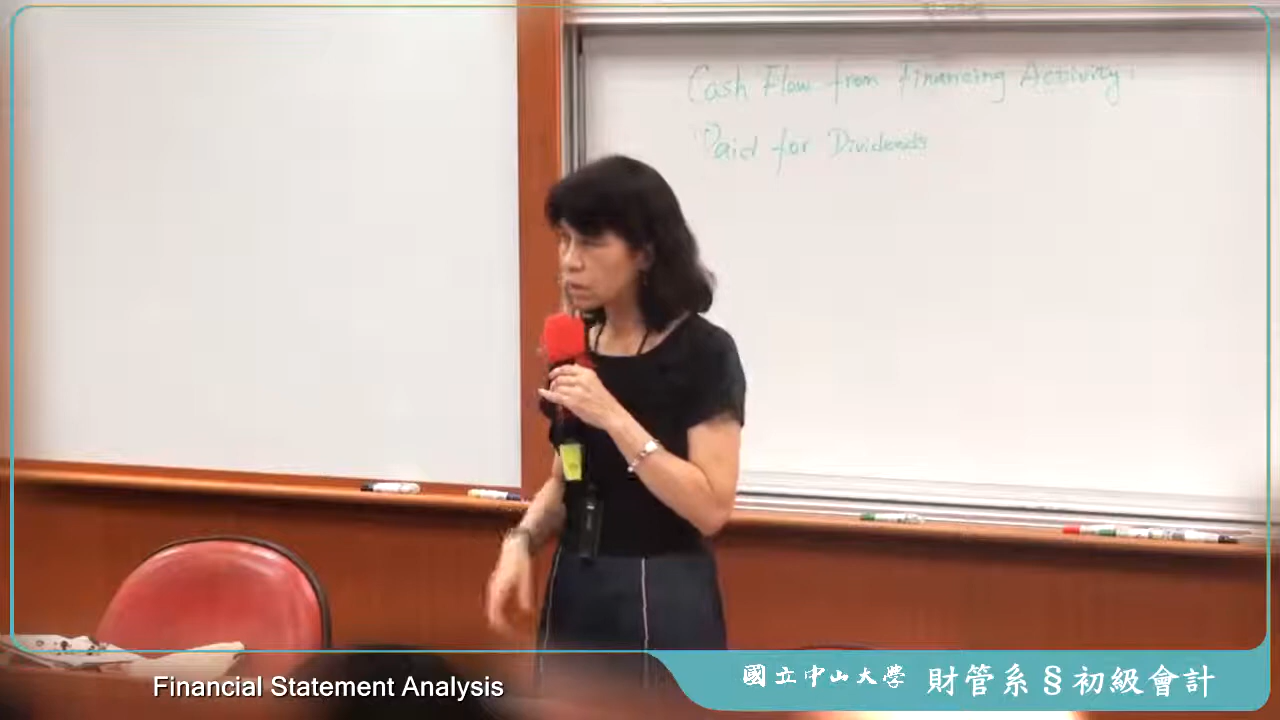 Cash Flow from Financing Activity:
Paid for Dividends
Financial Statement Analysis
國立中山大學 財管系§初級會計